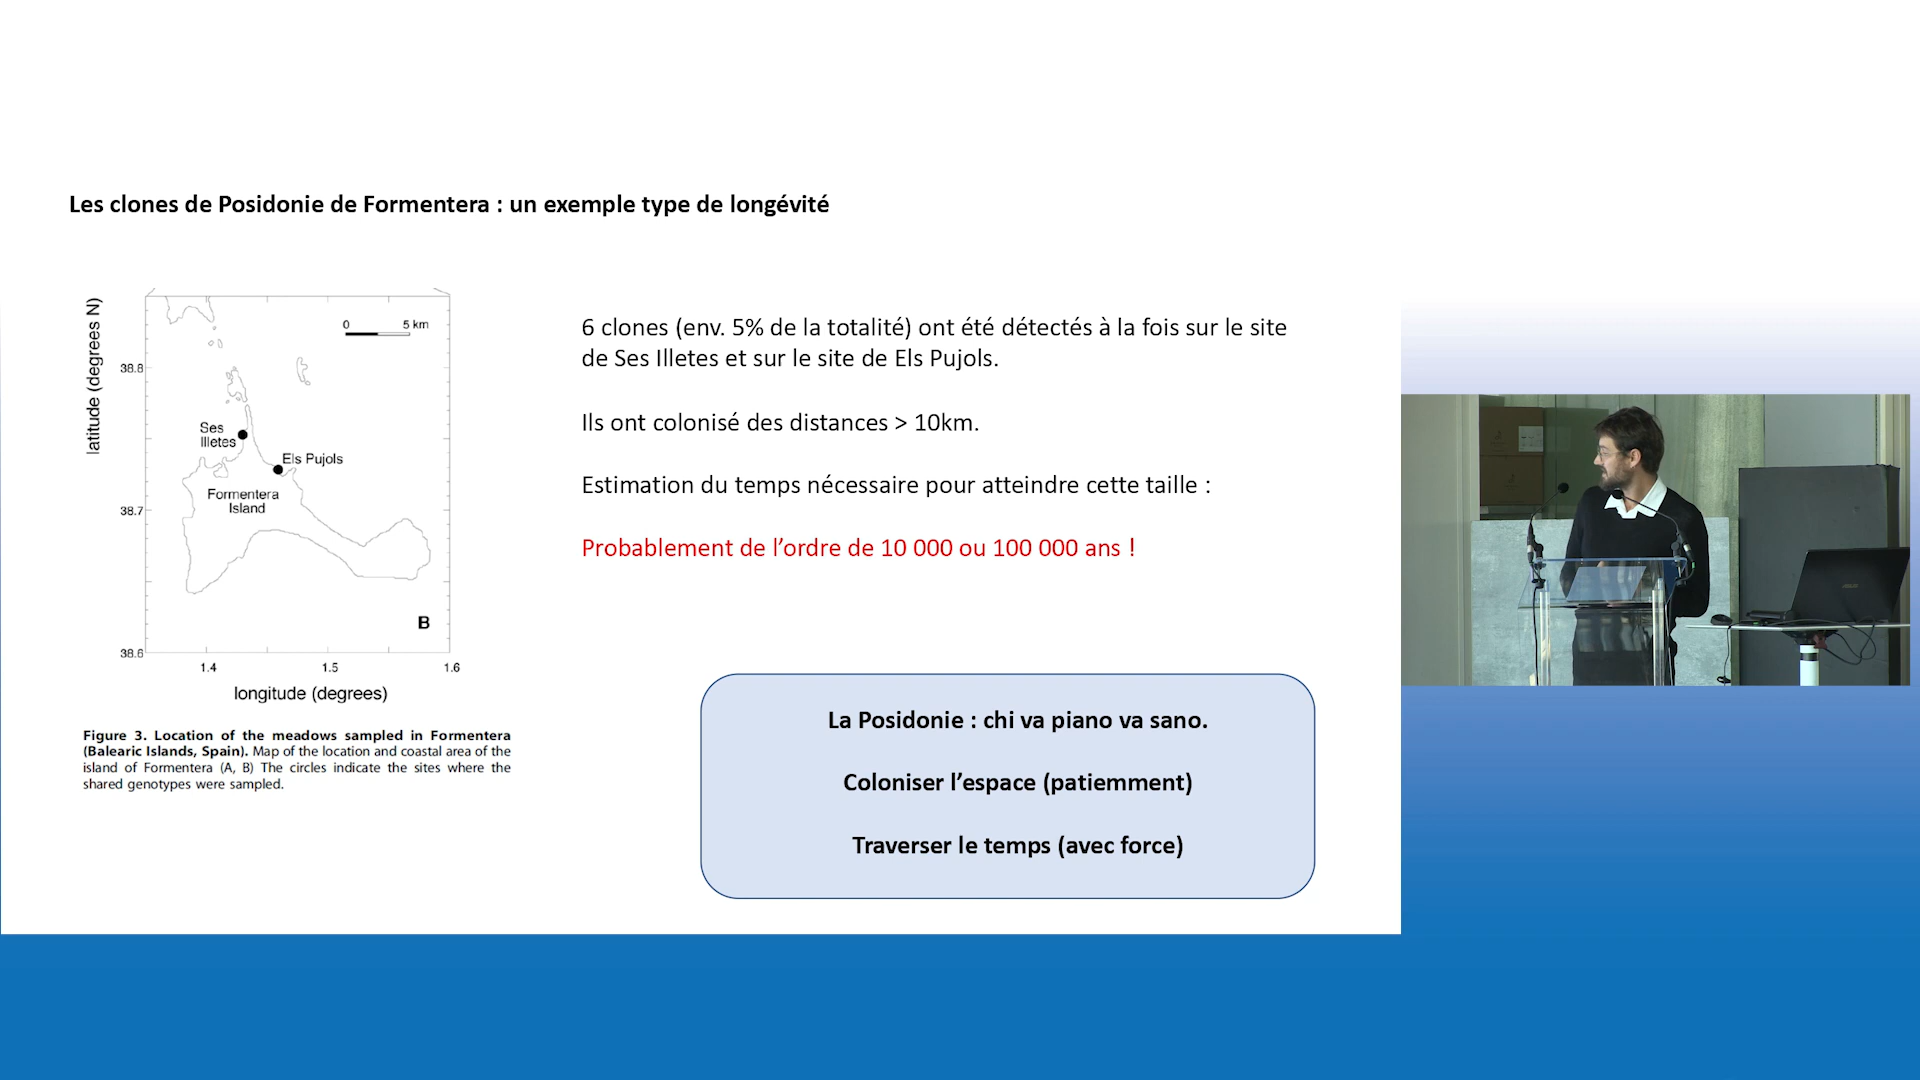 Les clones de Posidonie de Formentera : un exemple type de longévité
latitude (degrees N)
38.8
38.7
38.6
0 5 km
Ses
Illetes
Els Pujols
Formentera
Island
B
1.4 1.5 1.6
longitude (degrees)
Figure 3. Location of the meadows sampled in Formentera
(Balearic Islands, Spain). Map of the location and coastal area of the
island of Formentera (A, B) The circles indicate the sites where the
shared genotypes were sampled.
6 clones (env. 5% de la totalité) ont été détectés à la fois sur le site
de Ses Illetes et sur le site de Els Pujols.
Ils ont colonisé des distances > 10km.
Estimation du temps nécessaire pour atteindre cette taille :
Probablement de l’ordre de 10 000 ou 100 000 ans !
La Posidonie : chi va piano va sano.
Coloniser l’espace (patiemment)
Traverser le temps (avec force)